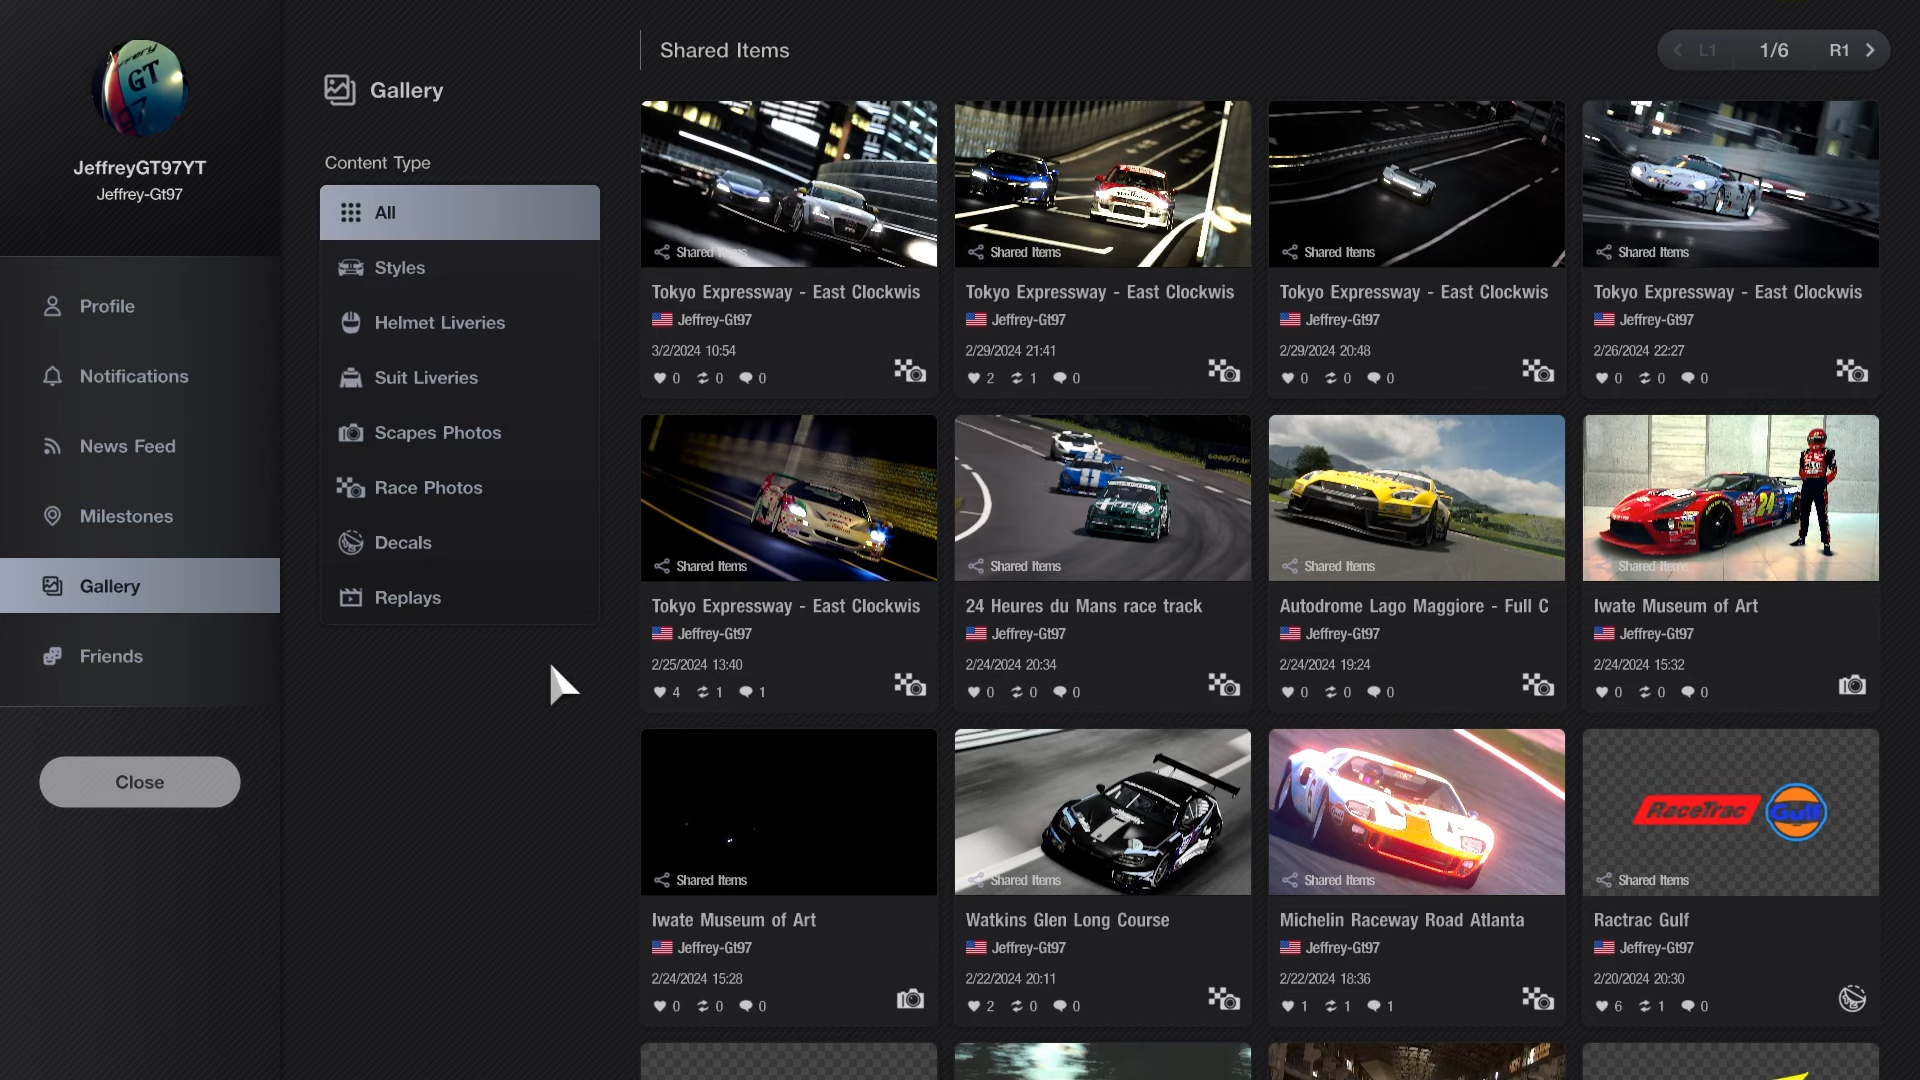 GT
JeffreyGT97YT
Jeffrey-Gt97
Profile
Notifications
News Feed
Milestones
Gallery
Friends
Close
Gallery
Content Type
All
Styles
Helmet Liveries
Suit Liveries
Scapes Photos
Race Photos
Decals
Replays
Shared Items
L1
1/6
R1
Shared Items
Tokyo Expressway - East Clockwis
Jeffrey-Gt97
3/2/2024 10:54
0 0 0
Shared Items
Tokyo Expressway - East Clockwis
Jeffrey-Gt97
2/29/2024 21:41
2 1 0
Shared Items
Tokyo Expressway - East Clockwis
Jeffrey-Gt97
2/29/2024 20:48
0 0 0
Shared Items
Tokyo Expressway - East Clockwis
Jeffrey-Gt97
2/26/2024 22:27
0 0 0
Shared Items
Tokyo Expressway - East Clockwis
Jeffrey-Gt97
2/25/2024 13:40
4 1 1
GOODYEAR
Shared Items
24 Heures du Mans race track
Jeffrey-Gt97
2/24/2024 20:34
0 0 0
Shared Items
Autodrome Lago Maggiore - Full C
Jeffrey-Gt97
2/24/2024 19:24
0 0 0
24
Shared Items
Iwate Museum of Art
Jeffrey-Gt97
2/24/2024 15:32
0 0 0
Shared Items
Iwate Museum of Art
Jeffrey-Gt97
2/24/2024 15:28
0 0 0
Shared Items
Watkins Glen Long Course
Jeffrey-Gt97
2/22/2024 20:11
2 0 0
Shared Items
Michelin Raceway Road Atlanta
Jeffrey-Gt97
2/22/2024 18:36
1 1 1
RaceTrac
Gulf
Shared Items
Ractrac Gulf
Jeffrey-Gt97
2/20/2024 20:30
6 1 0